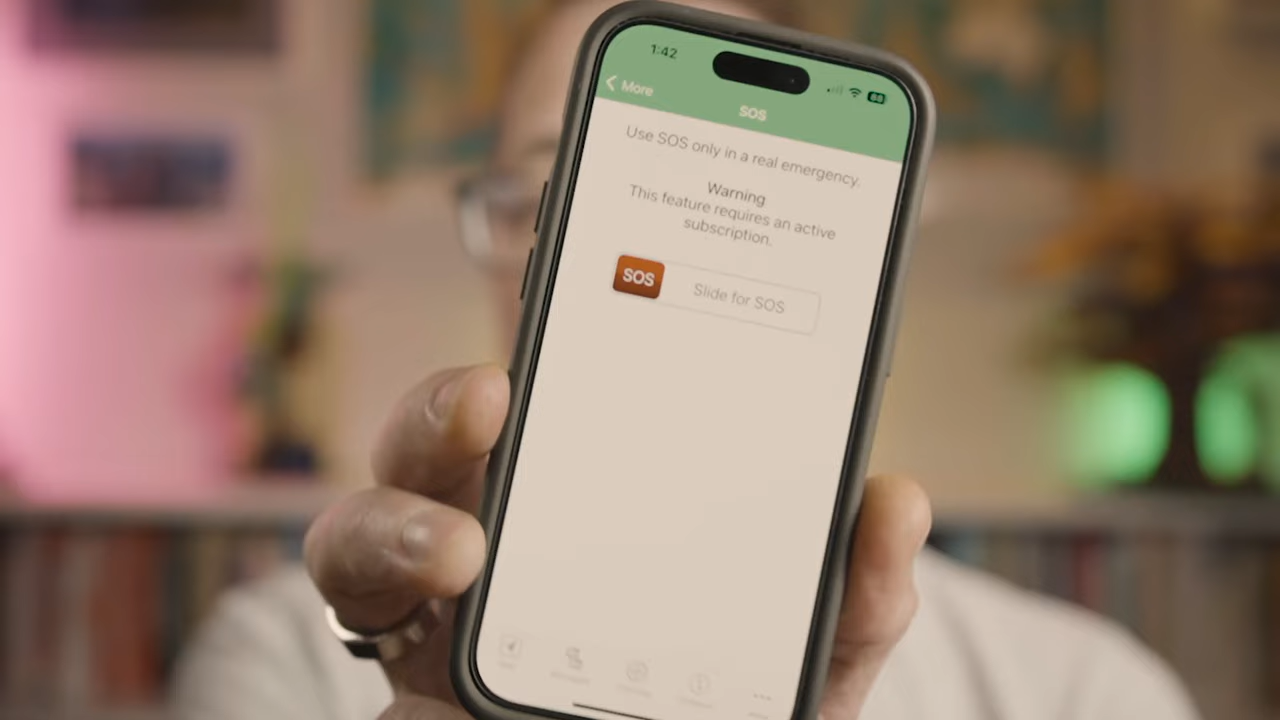 1:42
88
More
SOS
Use SOS only in a real emergency.
Warning
This feature requires an active
subscription.
SOS
Slide for SOS